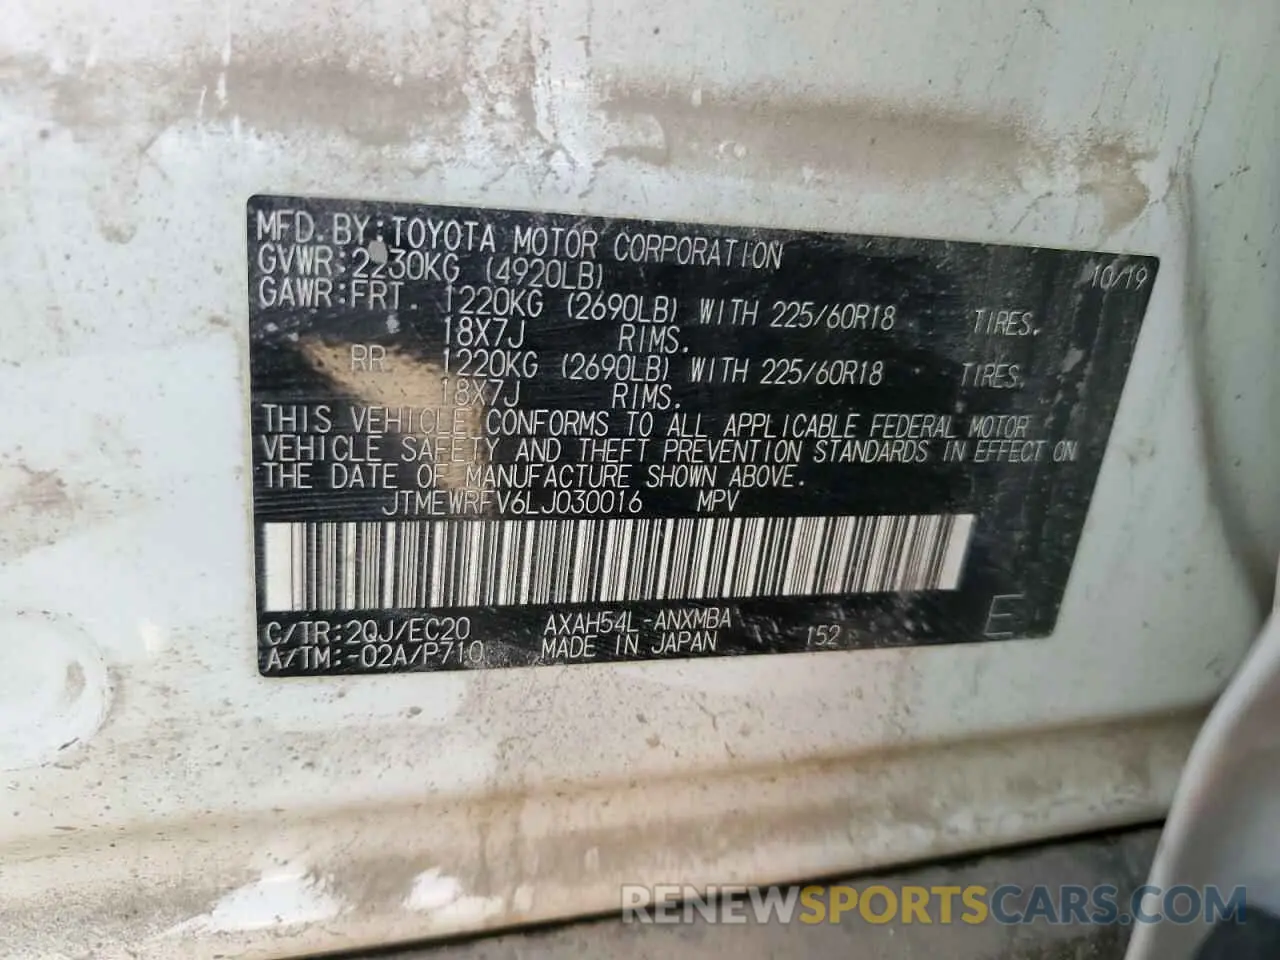 MFD. BY:TOYOTA MOTOR CORPORATION 10/19
GVWR:2230KG (4920LB)
GAWR:FRT. 1220KG (2690LB) WITH 225/60R18 TIRES.
18X7J RIMS.
RR. 1220KG (2690LB) WITH 225/60R18 TIRES.
18X7J RIMS.
THIS VEHICLE CONFORMS TO ALL APPLICABLE FEDERAL MOTOR
VEHICLE SAFETY AND THEFT PREVENTION STANDARDS IN EFFECT ON
THE DATE OF MANUFACTURE SHOWN ABOVE.
JTMEWRFV6LJ030016 MPV
C/TR:2QJ/EC20 AXAH54L-ANXMBA E
A/TM:-02A/P710 MADE IN JAPAN 152
RENEWSPORTSCARS.COM